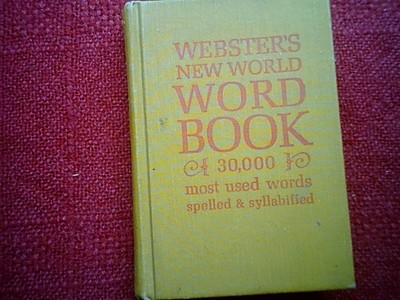 WEBSTER'S
NEW WORLD
WORD
BOOK
30,000
most used words
spelled & syllabified